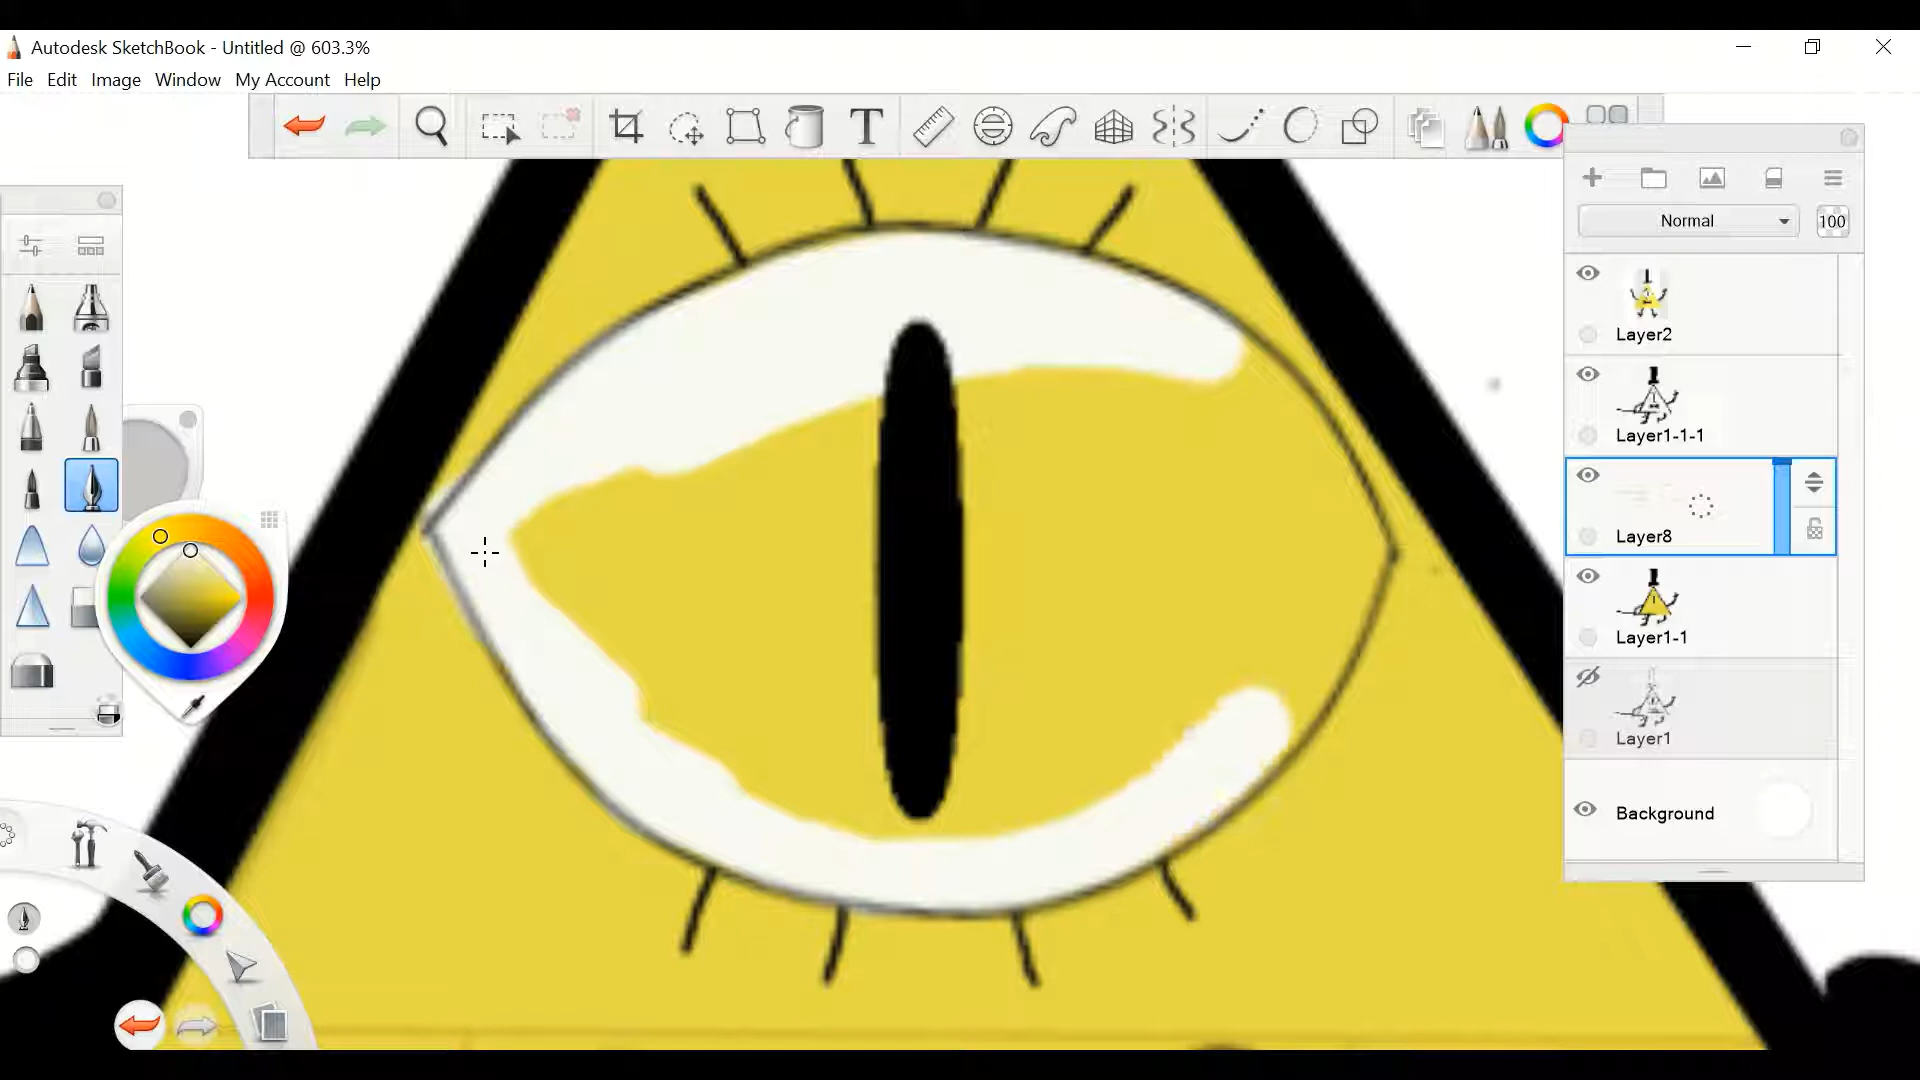 Autodesk SketchBook - Untitled @ 603.3%
File Edit Image Window My Account Help
T
Normal 100
Layer2
Layer1-1-1
Layer8
Layer1-1
Layer1
Background